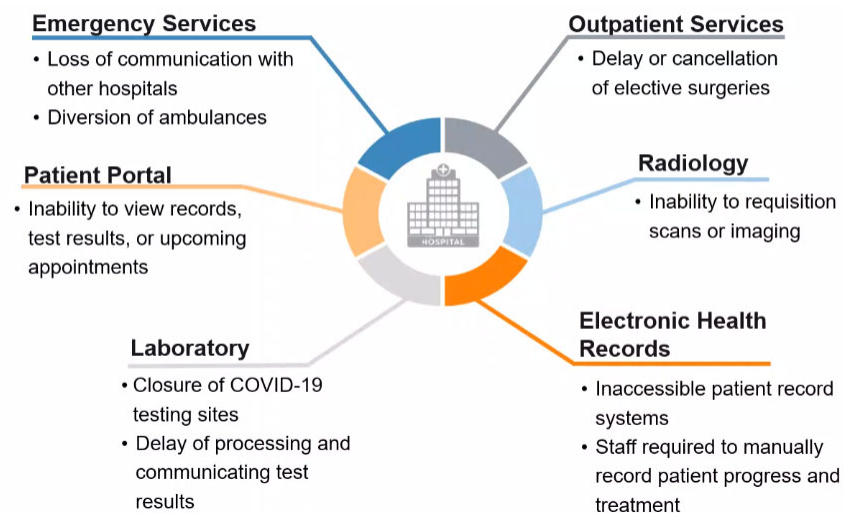 Emergency Services
• Loss of communication with
other hospitals
• Diversion of ambulances
Outpatient Services
• Delay or cancellation
of elective surgeries
Patient Portal
• Inability to view records,
test results, or upcoming
appointments
HOSPITAL
Radiology
• Inability to requisition
scans or imaging
Laboratory
• Closure of COVID-19
testing sites
• Delay of processing and
communicating test
results
Electronic Health
Records
• Inaccessible patient record
systems
• Staff required to manually
record patient progress and
treatment